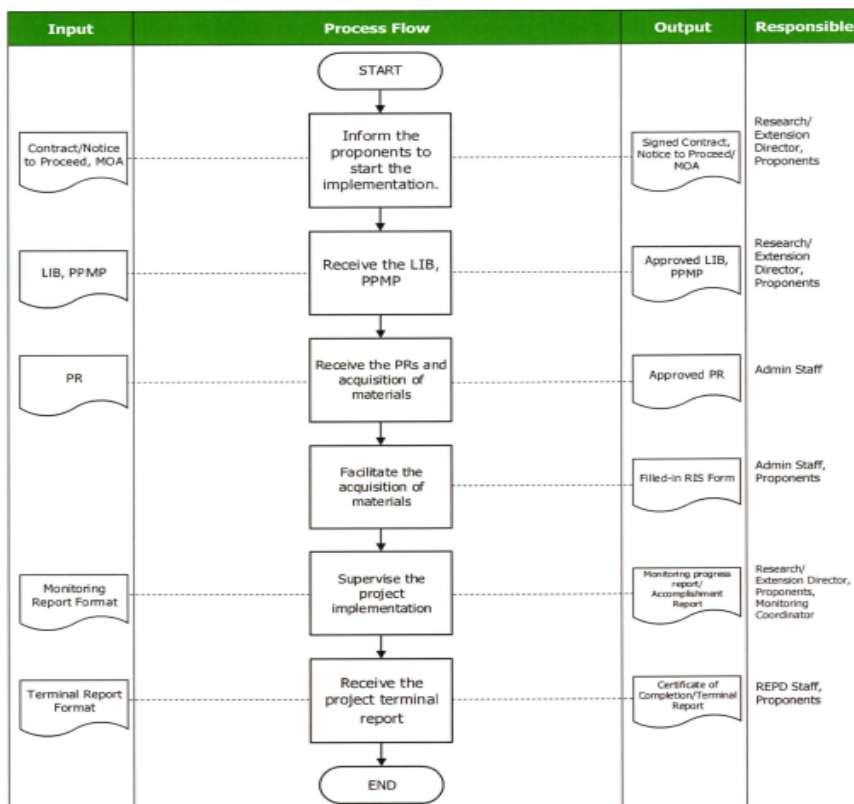 Input Process Flow Output Responsible
START
Contract/Notice
to Proceed, MOA
Inform the
proponents to
start the
implementation.
Signed Contract,
Notice to Proceed/
MOA
Research/
Extension
Director,
Proponents
LIB, PPMP
Receive the LIB,
PPMP
Approved LIB,
PPMP
Research/
Extension
Director,
Proponents
PR
Receive the PRs and
acquisition of
materials
Approved PR
Admin Staff
Facilitate the
acquisition of
materials
Filled-in RIS Form
Admin Staff,
Proponents
Monitoring
Report Format
Supervise the
project
implementation
Monitoring progress
report/
Accomplishment
Report
Research/
Extension Director,
Proponents,
Monitoring
Coordinator
Terminal Report
Format
Receive the
project terminal
report
Certificate of
Completion/Terminal
Report
REPD Staff,
Proponents
END